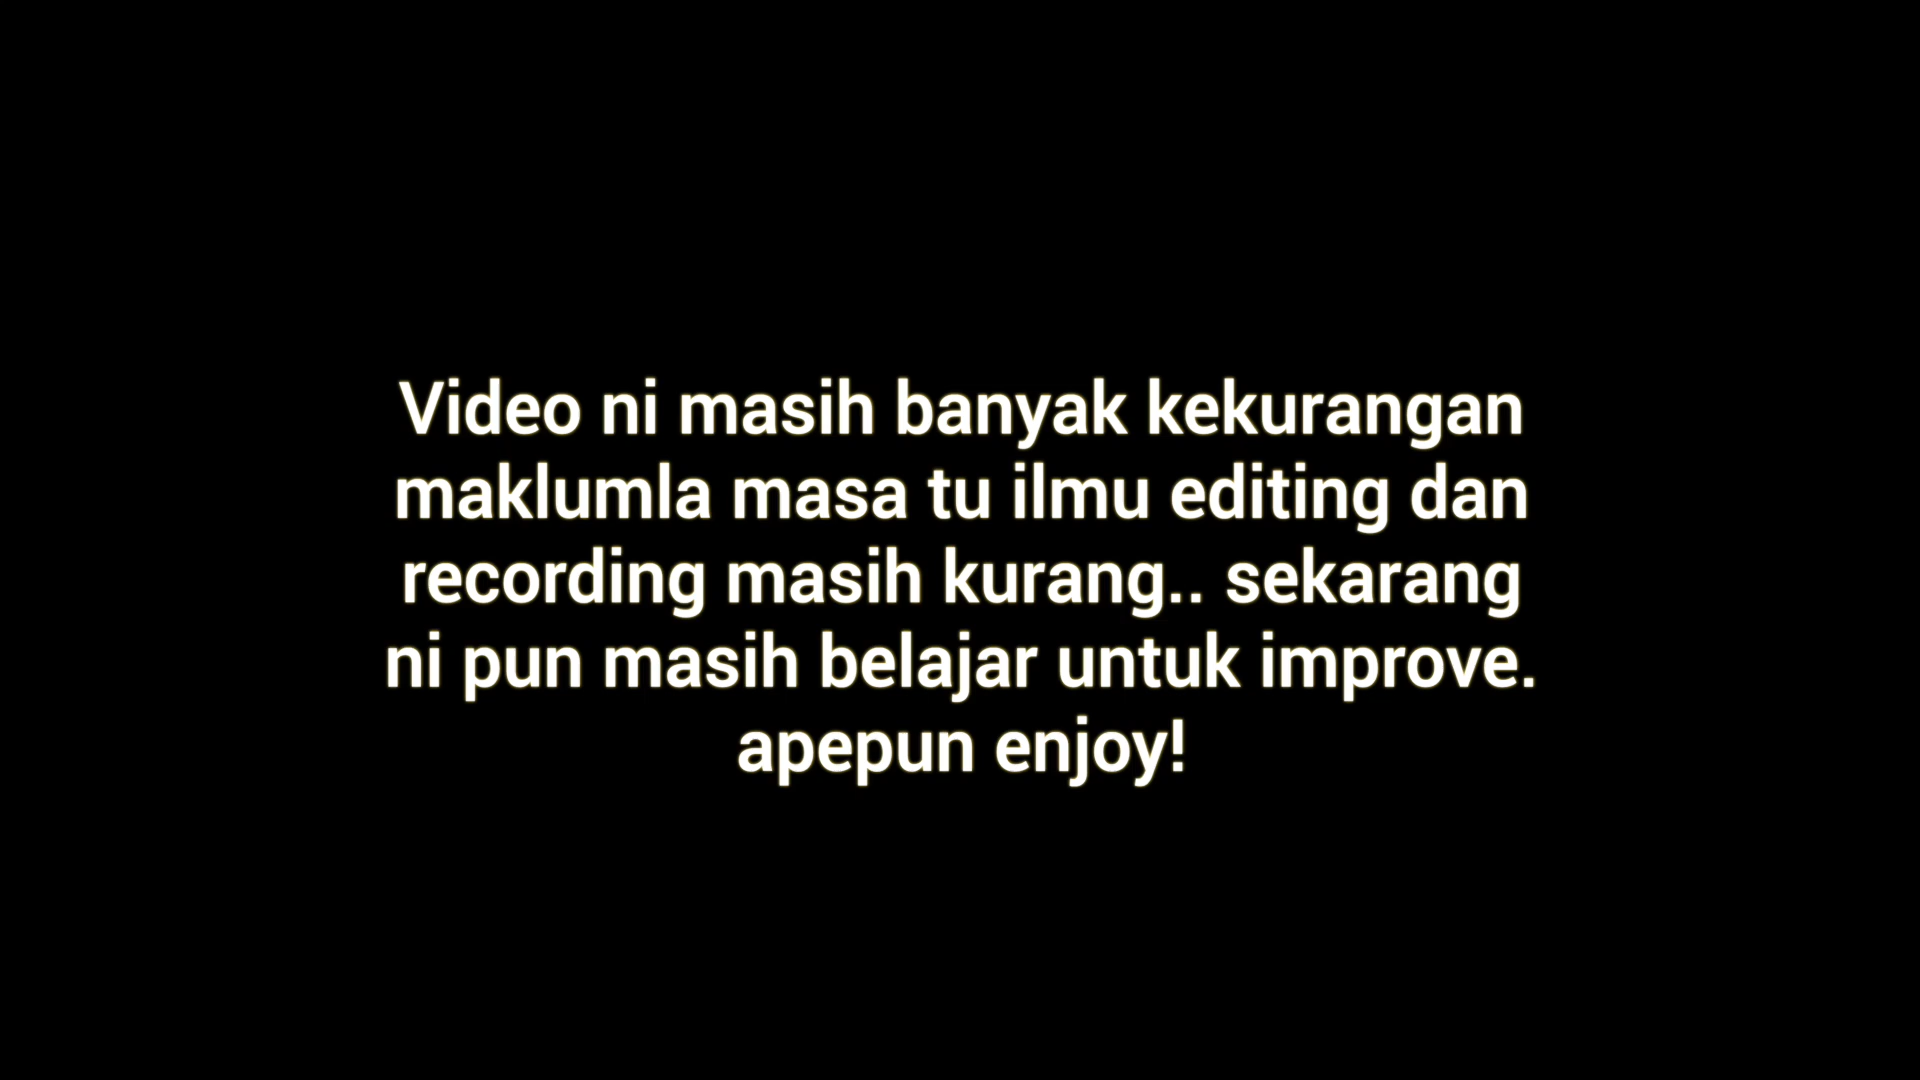 Video ni masih banyak kekurangan
maklumla masa tu ilmu editing dan
recording masih kurang.. sekarang
ni pun masih belajar untuk improve.
apepun enjoy!